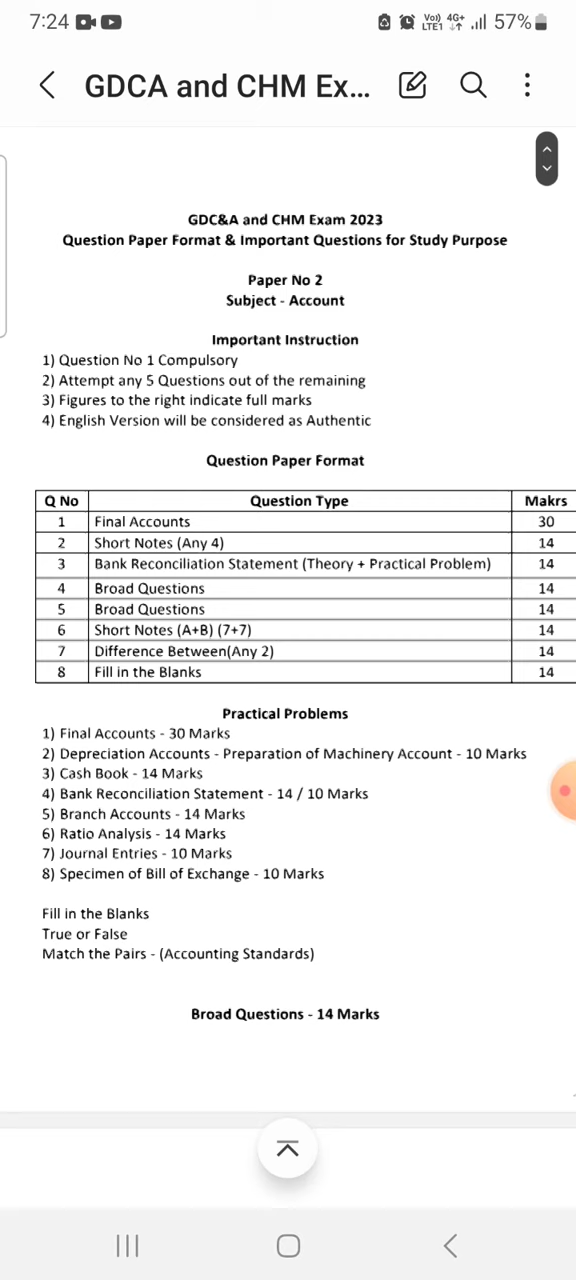 7:24
Vo)) 4G+ 57%
LTE1
GDCA and CHM Ex...
GDC&A and CHM Exam 2023
Question Paper Format & Important Questions for Study Purpose
Paper No 2
Subject - Account
Important Instruction
1) Question No 1 Compulsory
2) Attempt any 5 Questions out of the remaining
3) Figures to the right indicate full marks
4) English Version will be considered as Authentic
Question Paper Format
Q No Question Type Makrs
1 Final Accounts 30
2 Short Notes (Any 4) 14
3 Bank Reconciliation Statement (Theory + Practical Problem) 14
4 Broad Questions 14
5 Broad Questions 14
6 Short Notes (A+B) (7+7) 14
7 Difference Between(Any 2) 14
8 Fill in the Blanks 14
Practical Problems
1) Final Accounts - 30 Marks
2) Depreciation Accounts - Preparation of Machinery Account - 10 Marks
3) Cash Book - 14 Marks
4) Bank Reconciliation Statement - 14 / 10 Marks
5) Branch Accounts - 14 Marks
6) Ratio Analysis - 14 Marks
7) Journal Entries - 10 Marks
8) Specimen of Bill of Exchange - 10 Marks
Fill in the Blanks
True or False
Match the Pairs - (Accounting Standards)
Broad Questions - 14 Marks